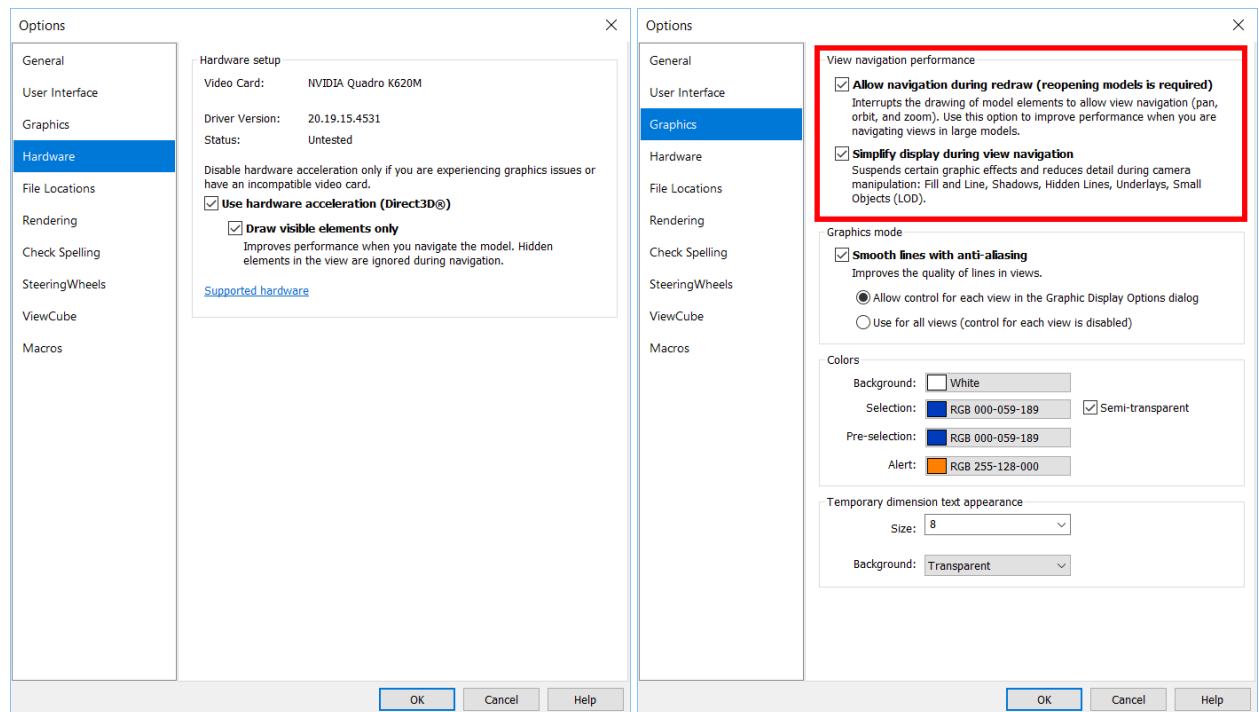 Options
General
User Interface
Graphics
Hardware
File Locations
Rendering
Check Spelling
SteeringWheels
ViewCube
Macros
Hardware setup
Video Card: NVIDIA Quadro K620M
Driver Version: 20.19.15.4531
Status: Untested
Disable hardware acceleration only if you are experiencing graphics issues or
have an incompatible video card.
Use hardware acceleration (Direct3D®)
Draw visible elements only
Improves performance when you navigate the model. Hidden
elements in the view are ignored during navigation.
Supported hardware
OK Cancel Help
Options
General
User Interface
Graphics
Hardware
File Locations
Rendering
Check Spelling
SteeringWheels
ViewCube
Macros
View navigation performance
Allow navigation during redraw (reopening models is required)
Interrupts the drawing of model elements to allow view navigation (pan,
orbit, and zoom). Use this option to improve performance when you are
navigating views in large models.
Simplify display during view navigation
Suspends certain graphic effects and reduces detail during camera
manipulation: Fill and Line, Shadows, Hidden Lines, Underlays, Small
Objects (LOD).
Graphics mode
Smooth lines with anti-aliasing
Improves the quality of lines in views.
Allow control for each view in the Graphic Display Options dialog
Use for all views (control for each view is disabled)
Colors
Background: White
Selection: RGB 000-059-189 Semi-transparent
Pre-selection: RGB 000-059-189
Alert: RGB 255-128-000
Temporary dimension text appearance
Size: 8
Background: Transparent
OK Cancel Help